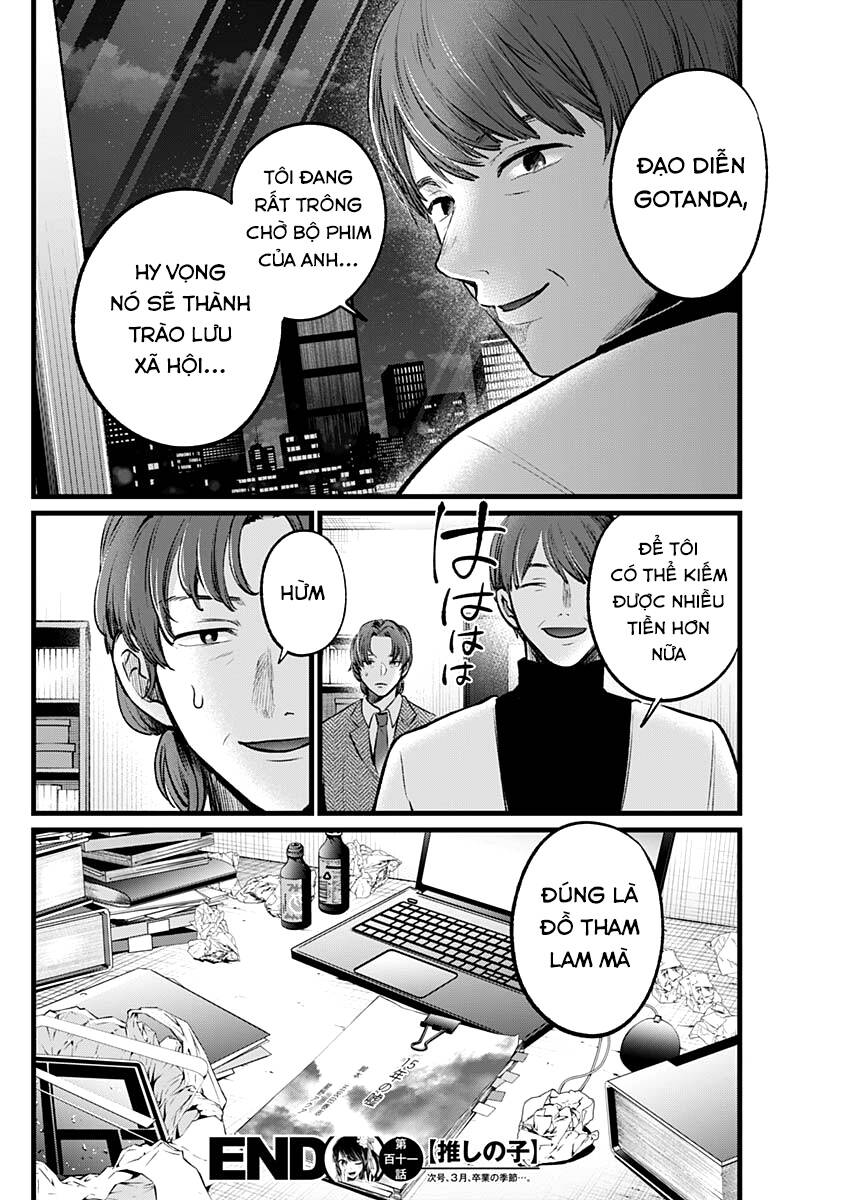 ĐẠO DIỄN
GOTANDA,
TÔI ĐANG
RẤT TRÔNG
CHỜ BỘ PHIM
CỦA ANH...
HY VỌNG
NÓ SẼ THÀNH
TRÀO LƯU
XÃ HỘI...
ĐỂ TÔI
CÓ THỂ KIẾM
ĐƯỢC NHIỀU
TIỀN HƠN
NỮA
はははは
HỪM
ĐÚNG LÀ
ĐỒ THAM
LAM MÀ
END
第
百十一
話
【推しの子】
次号、3月、卒業の季節…。